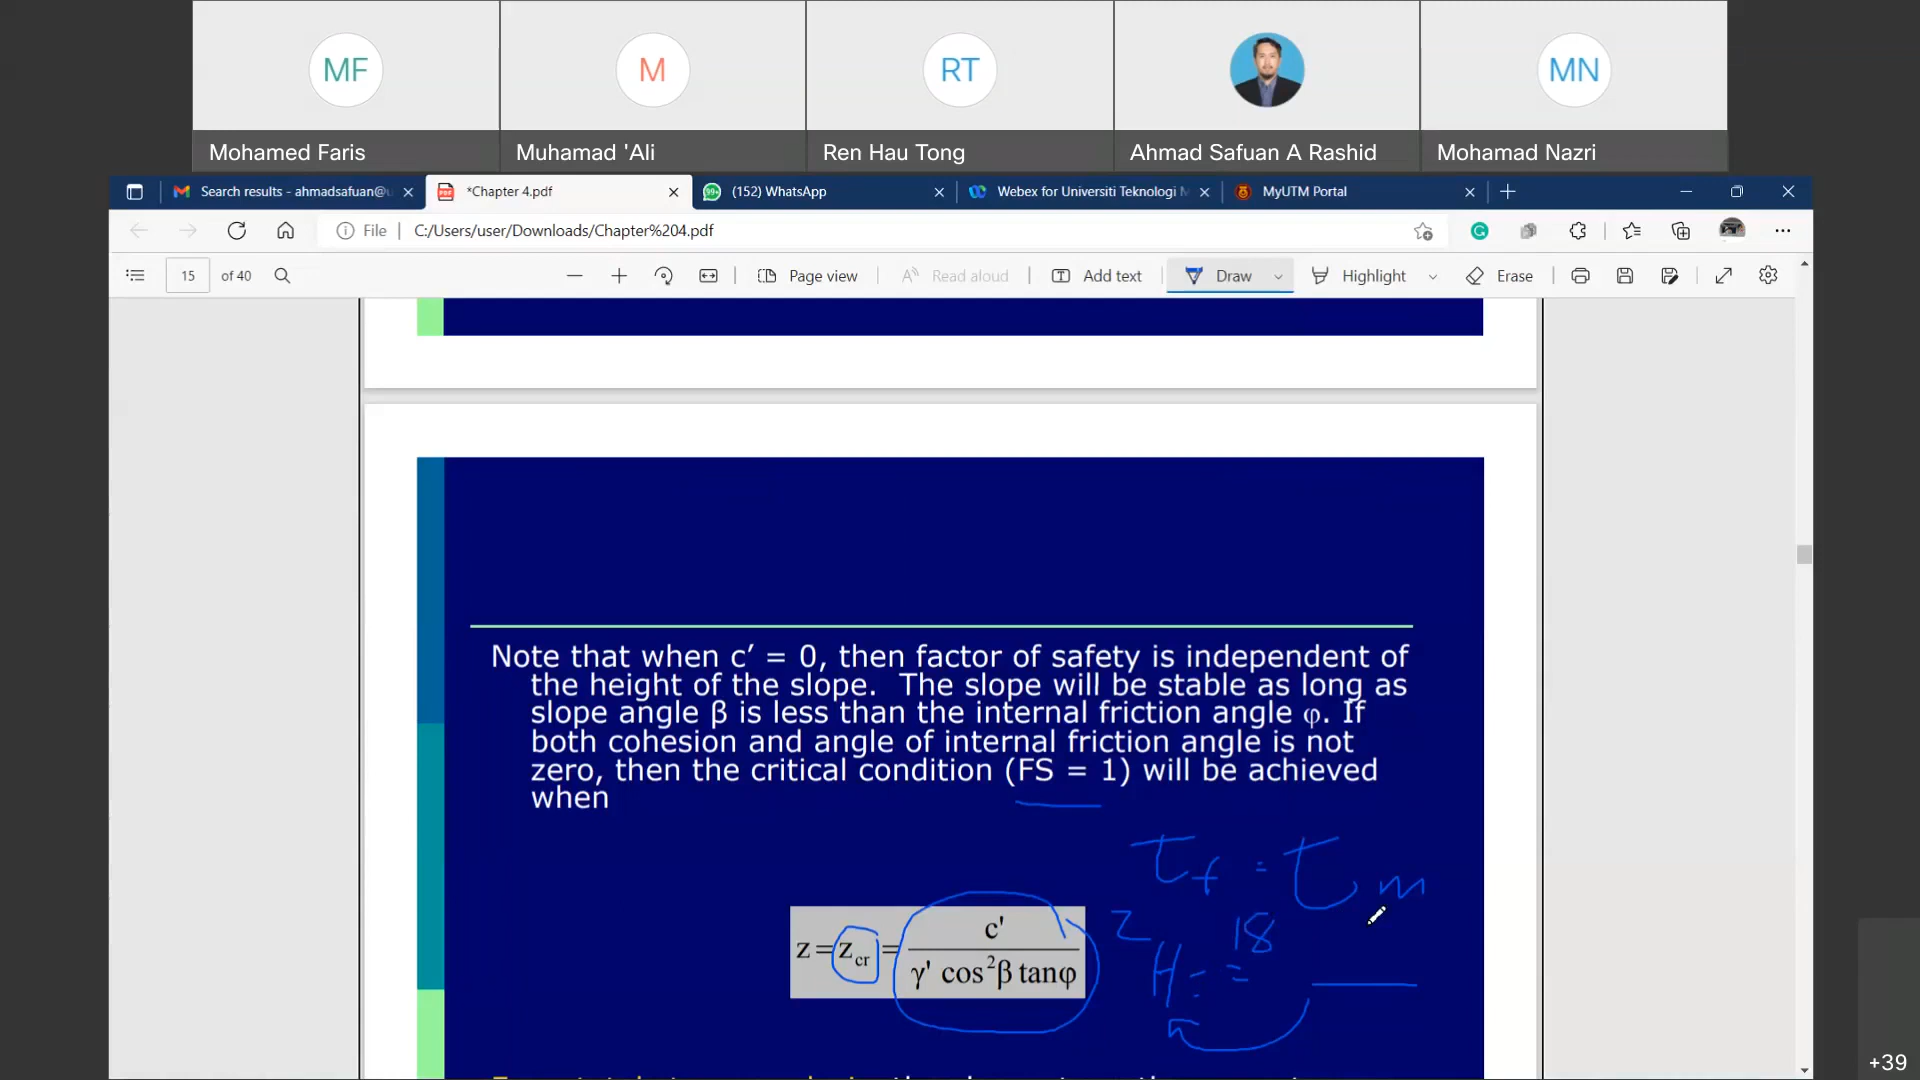 MF
M
RT
MN
Mohamed Faris
Muhamad 'Ali
Ren Hau Tong
Ahmad Safuan A Rashid
Mohamad Nazri
Search results - ahmadsafuan@
*Chapter 4.pdf
99+
(152) WhatsApp
Webex for Universiti Teknologi M
MyUTM Portal
File
C:/Users/user/Downloads/Chapter%204.pdf
15
of 40
Page view
Read aloud
Add text
Draw
Highlight
Erase
Note that when c′ = 0, then factor of safety is independent of
the height of the slope. The slope will be stable as long as
slope angle β is less than the internal friction angle φ. If
both cohesion and angle of internal friction angle is not
zero, then the critical condition (FS = 1) will be achieved
when
τf = τm
z = zcr = c' / γ' cos²β tanφ
z 18
H = =
+39